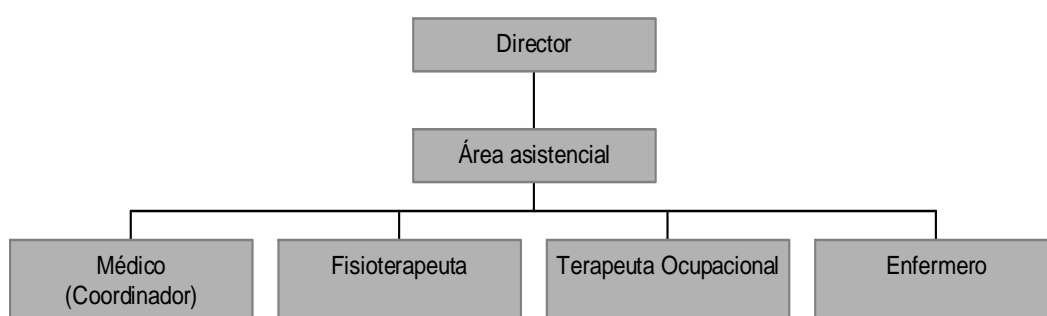 Director
Área asistencial
Médico
(Coordinador)
Fisioterapeuta
Terapeuta Ocupacional
Enfermero